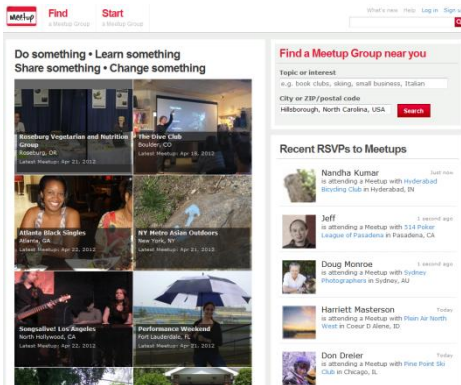 Meetup
Find
a Meetup Group
Start
a Meetup Group
What's new Help Log in Sign u
Do something • Learn something
Share something • Change something
Roseburg Vegetarian and Nutrition
Group
Roseburg, OR
Latest Meetup: Apr 21, 2012
The Dive Club
Boulder, CO
Latest Meetup: Apr 19, 2012
Atlanta Black Singles
Atlanta, GA
Latest Meetup: Apr 22, 2012
NY Metro Asian Outdoors
New York, NY
Latest Meetup: Apr 21, 2012
Songsalive! Los Angeles
North Hollywood, CA
Latest Meetup: Apr 22, 2012
Performance Weekend
Fort Lauderdale, FL
Latest Meetup: Apr 21, 2012
Find a Meetup Group near you
Topic or interest
e.g. book clubs, skiing, small business, Italian
City or ZIP/postal code
Hillsborough, North Carolina, USA
Search
Recent RSVPs to Meetups
Nandha Kumar
Just now
is attending a Meetup with Hyderabad
Bicycling Club in Hyderabad, IN
Jeff
1 second ago
is attending a Meetup with 514 Poker
League of Pasadena in Pasadena, CA
Doug Monroe
1 second ago
is attending a Meetup with Sydney
Photographers in Sydney, AU
Harriett Masterson
Today
is attending a Meetup with Plein Air North
West in Coeur D Alene, ID
Don Dreier
Today
is attending a Meetup with Fine Point Ski
Club in Chicago, IL